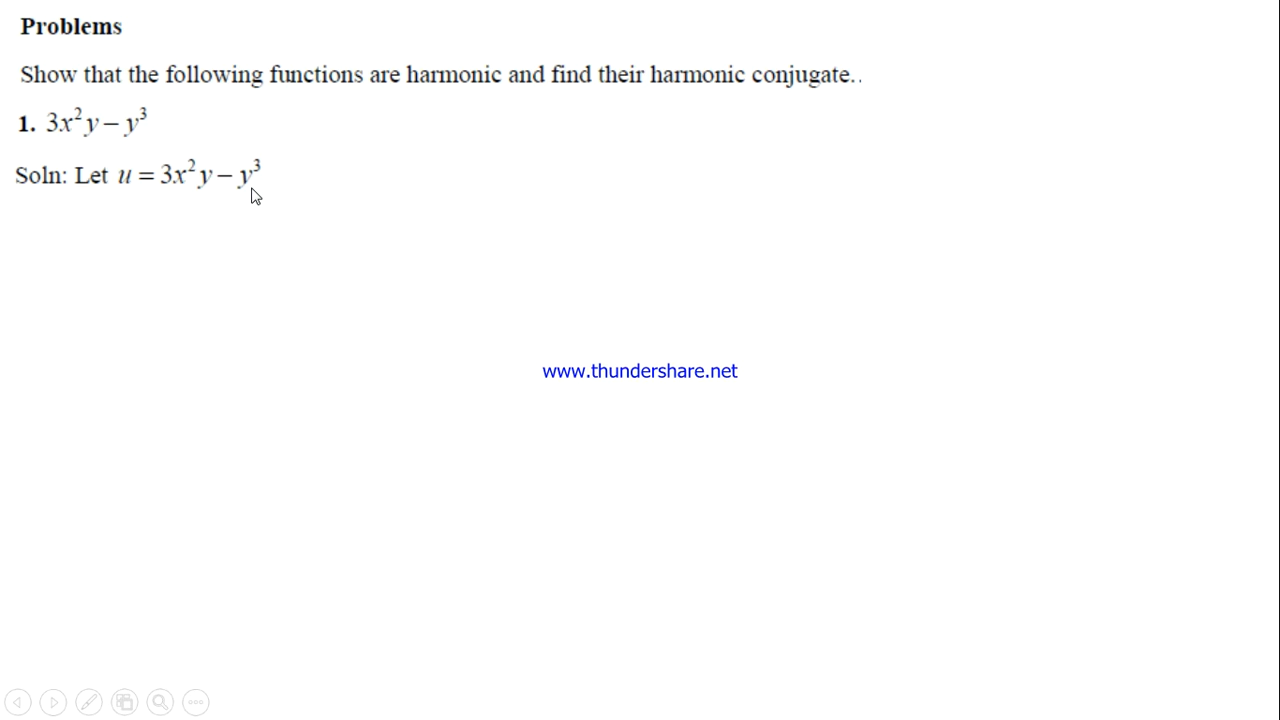 Problems
Show that the following functions are harmonic and find their harmonic conjugate..
1. 3x²y – y³
Soln: Let u = 3x²y – y³
www.thundershare.net